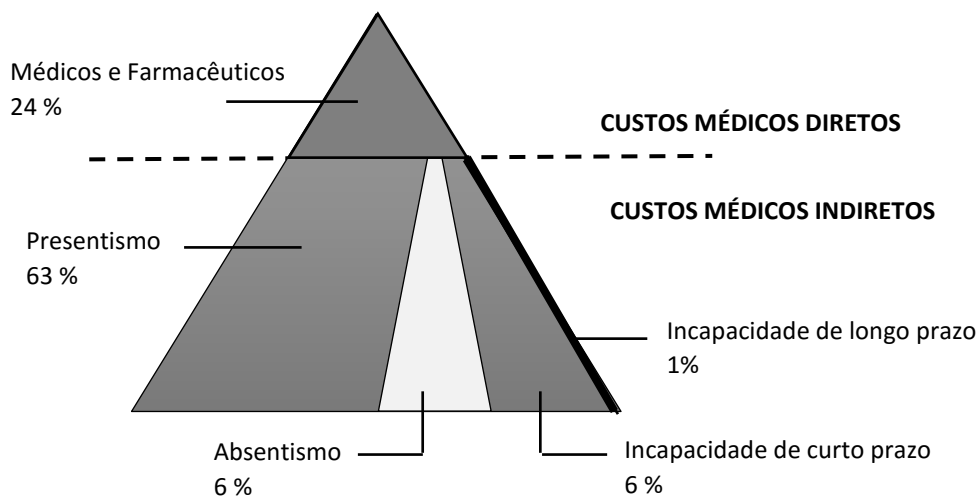 Médicos e Farmacêuticos
24 %
CUSTOS MÉDICOS DIRETOS
CUSTOS MÉDICOS INDIRETOS
Presentismo
63 %
Incapacidade de longo prazo
1%
Absentismo
6 %
Incapacidade de curto prazo
6 %